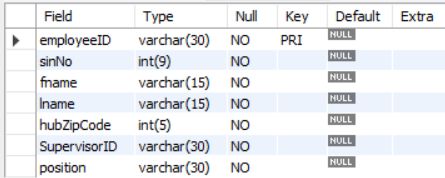 Field Type Null Key Default Extra
employeeID varchar(30) NO PRI NULL
sinNo int(9) NO NULL
fname varchar(15) NO NULL
lname varchar(15) NO NULL
hubZipCode int(5) NO NULL
SupervisorID varchar(30) NO NULL
position varchar(30) NO NULL